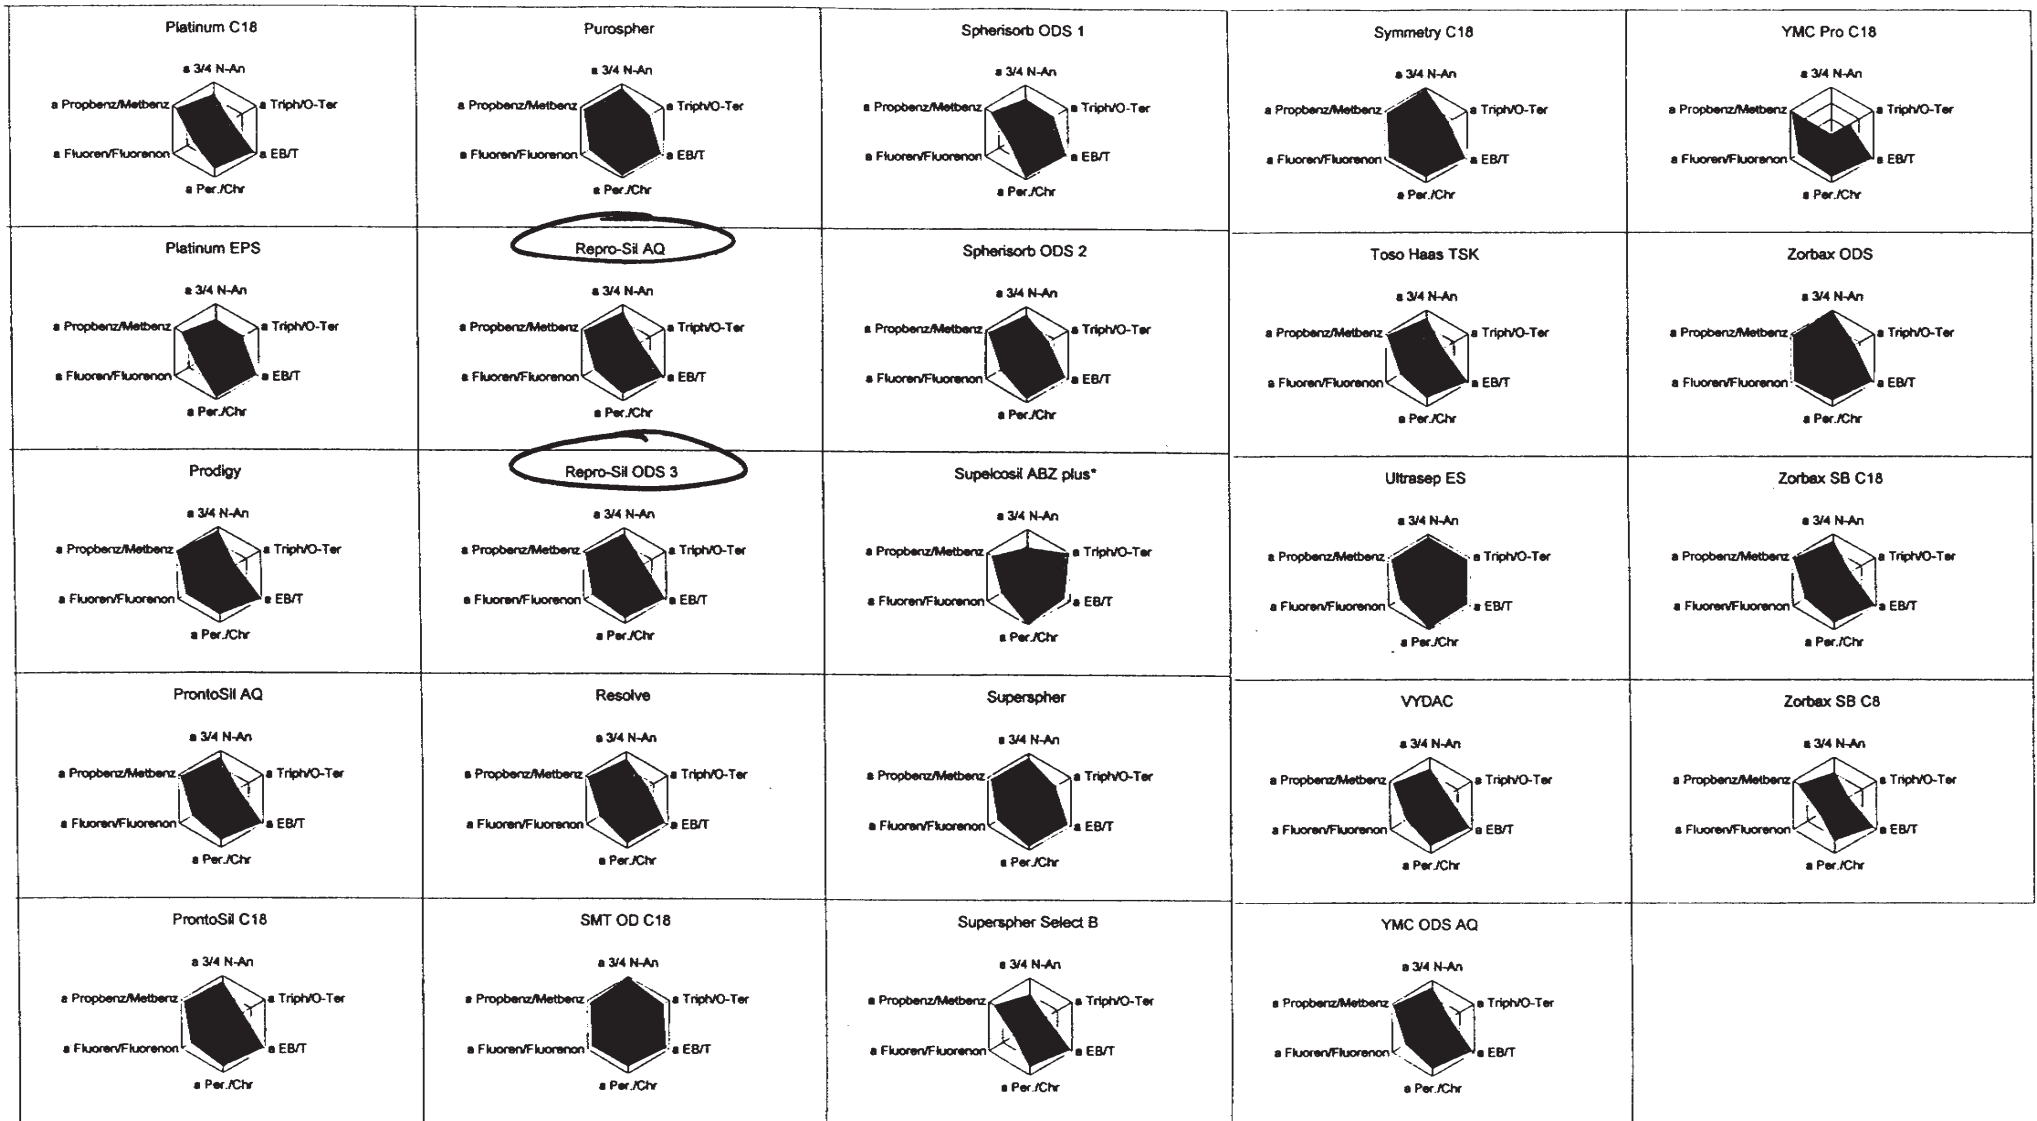 Platinum C18
a 3/4 N-An
a Propbenz/Metbenz
a Triph/O-Ter
a Fluoren/Fluorenon
a EB/T
a Per./Chr
Purospher
a 3/4 N-An
a Propbenz/Metbenz
a Triph/O-Ter
a Fluoren/Fluorenon
a EB/T
a Per./Chr
Spherisorb ODS 1
a 3/4 N-An
a Propbenz/Metbenz
a Triph/O-Ter
a Fluoren/Fluorenon
a EB/T
a Per./Chr
Symmetry C18
a 3/4 N-An
a Propbenz/Metbenz
a Triph/O-Ter
a Fluoren/Fluorenon
a EB/T
a Per./Chr
YMC Pro C18
a 3/4 N-An
a Propbenz/Metbenz
a Triph/O-Ter
a Fluoren/Fluorenon
a EB/T
a Per./Chr
Platinum EPS
a 3/4 N-An
a Propbenz/Metbenz
a Triph/O-Ter
a Fluoren/Fluorenon
a EB/T
a Per./Chr
Repro-Sil AQ
a 3/4 N-An
a Propbenz/Metbenz
a Triph/O-Ter
a Fluoren/Fluorenon
a EB/T
a Per./Chr
Spherisorb ODS 2
a 3/4 N-An
a Propbenz/Metbenz
a Triph/O-Ter
a Fluoren/Fluorenon
a EB/T
a Per./Chr
Toso Haas TSK
a 3/4 N-An
a Propbenz/Metbenz
a Triph/O-Ter
a Fluoren/Fluorenon
a EB/T
a Per./Chr
Zorbax ODS
a 3/4 N-An
a Propbenz/Metbenz
a Triph/O-Ter
a Fluoren/Fluorenon
a EB/T
a Per./Chr
Prodigy
a 3/4 N-An
a Propbenz/Metbenz
a Triph/O-Ter
a Fluoren/Fluorenon
a EB/T
a Per./Chr
Repro-Sil ODS 3
a 3/4 N-An
a Propbenz/Metbenz
a Triph/O-Ter
a Fluoren/Fluorenon
a EB/T
a Per./Chr
Supelcosil ABZ plus*
a 3/4 N-An
a Propbenz/Metbenz
a Triph/O-Ter
a Fluoren/Fluorenon
a EB/T
a Per./Chr
Ultrasep ES
a 3/4 N-An
a Propbenz/Metbenz
a Triph/O-Ter
a Fluoren/Fluorenon
a EB/T
a Per./Chr
Zorbax SB C18
a 3/4 N-An
a Propbenz/Metbenz
a Triph/O-Ter
a Fluoren/Fluorenon
a EB/T
a Per./Chr
ProntoSil AQ
a 3/4 N-An
a Propbenz/Metbenz
a Triph/O-Ter
a Fluoren/Fluorenon
a EB/T
a Per./Chr
Resolve
a 3/4 N-An
a Propbenz/Metbenz
a Triph/O-Ter
a Fluoren/Fluorenon
a EB/T
a Per./Chr
Superspher
a 3/4 N-An
a Propbenz/Metbenz
a Triph/O-Ter
a Fluoren/Fluorenon
a EB/T
a Per./Chr
VYDAC
a 3/4 N-An
a Propbenz/Metbenz
a Triph/O-Ter
a Fluoren/Fluorenon
a EB/T
a Per./Chr
Zorbax SB C8
a 3/4 N-An
a Propbenz/Metbenz
a Triph/O-Ter
a Fluoren/Fluorenon
a EB/T
a Per./Chr
ProntoSil C18
a 3/4 N-An
a Propbenz/Metbenz
a Triph/O-Ter
a Fluoren/Fluorenon
a EB/T
a Per./Chr
SMT OD C18
a 3/4 N-An
a Propbenz/Metbenz
a Triph/O-Ter
a Fluoren/Fluorenon
a EB/T
a Per./Chr
Superspher Select B
a 3/4 N-An
a Propbenz/Metbenz
a Triph/O-Ter
a Fluoren/Fluorenon
a EB/T
a Per./Chr
YMC ODS AQ
a 3/4 N-An
a Propbenz/Metbenz
a Triph/O-Ter
a Fluoren/Fluorenon
a EB/T
a Per./Chr